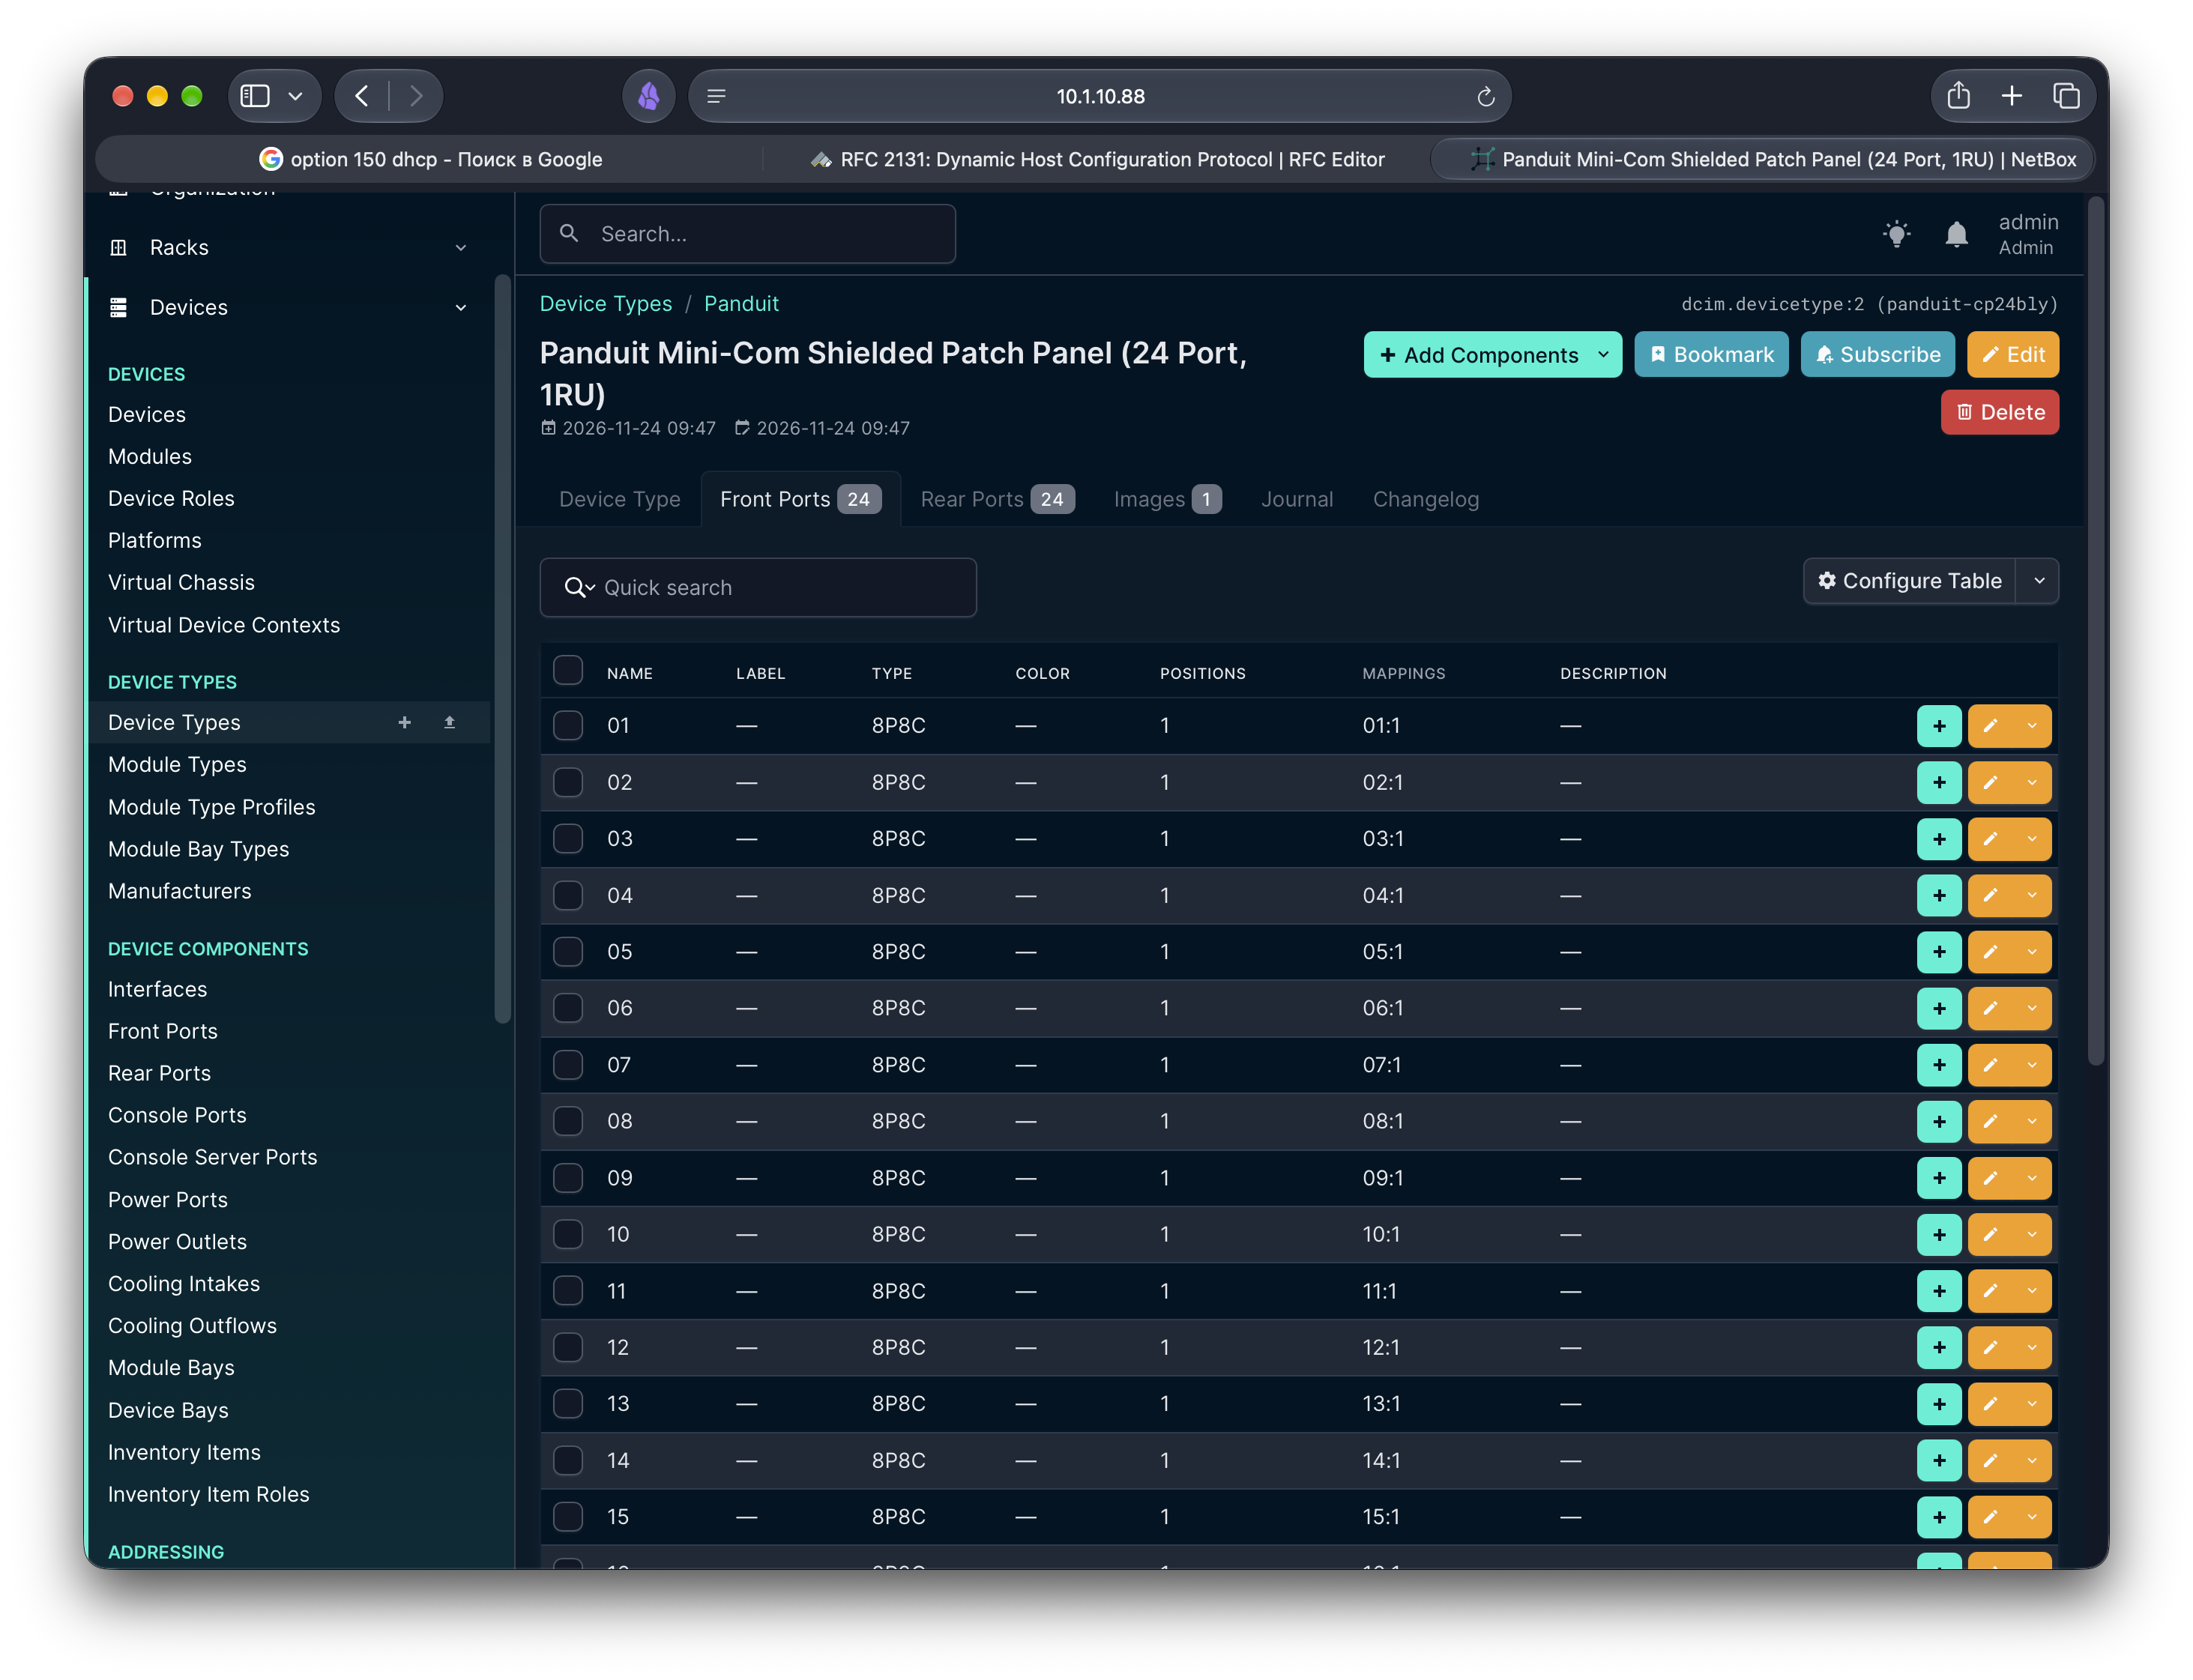 10.1.10.88
option 150 dhcp - Поиск в Google
RFC 2131: Dynamic Host Configuration Protocol | RFC Editor
Panduit Mini-Com Shielded Patch Panel (24 Port, 1RU) | NetBox
Organization
Racks
Devices
DEVICES
Devices
Modules
Device Roles
Platforms
Virtual Chassis
Virtual Device Contexts
DEVICE TYPES
Device Types
Module Types
Module Type Profiles
Module Bay Types
Manufacturers
DEVICE COMPONENTS
Interfaces
Front Ports
Rear Ports
Console Ports
Console Server Ports
Power Ports
Power Outlets
Cooling Intakes
Cooling Outflows
Module Bays
Device Bays
Inventory Items
Inventory Item Roles
ADDRESSING
Search...
admin
Admin
Device Types / Panduit
dcim.devicetype:2 (panduit-cp24bly)
Panduit Mini-Com Shielded Patch Panel (24 Port,
1RU)
2026-11-24 09:47 2026-11-24 09:47
+ Add Components
Bookmark
Subscribe
Edit
Delete
Device Type
Front Ports 24
Rear Ports 24
Images 1
Journal
Changelog
Quick search
Configure Table
NAME LABEL TYPE COLOR POSITIONS MAPPINGS DESCRIPTION
01 — 8P8C — 1 01:1 —
02 — 8P8C — 1 02:1 —
03 — 8P8C — 1 03:1 —
04 — 8P8C — 1 04:1 —
05 — 8P8C — 1 05:1 —
06 — 8P8C — 1 06:1 —
07 — 8P8C — 1 07:1 —
08 — 8P8C — 1 08:1 —
09 — 8P8C — 1 09:1 —
10 — 8P8C — 1 10:1 —
11 — 8P8C — 1 11:1 —
12 — 8P8C — 1 12:1 —
13 — 8P8C — 1 13:1 —
14 — 8P8C — 1 14:1 —
15 — 8P8C — 1 15:1 —